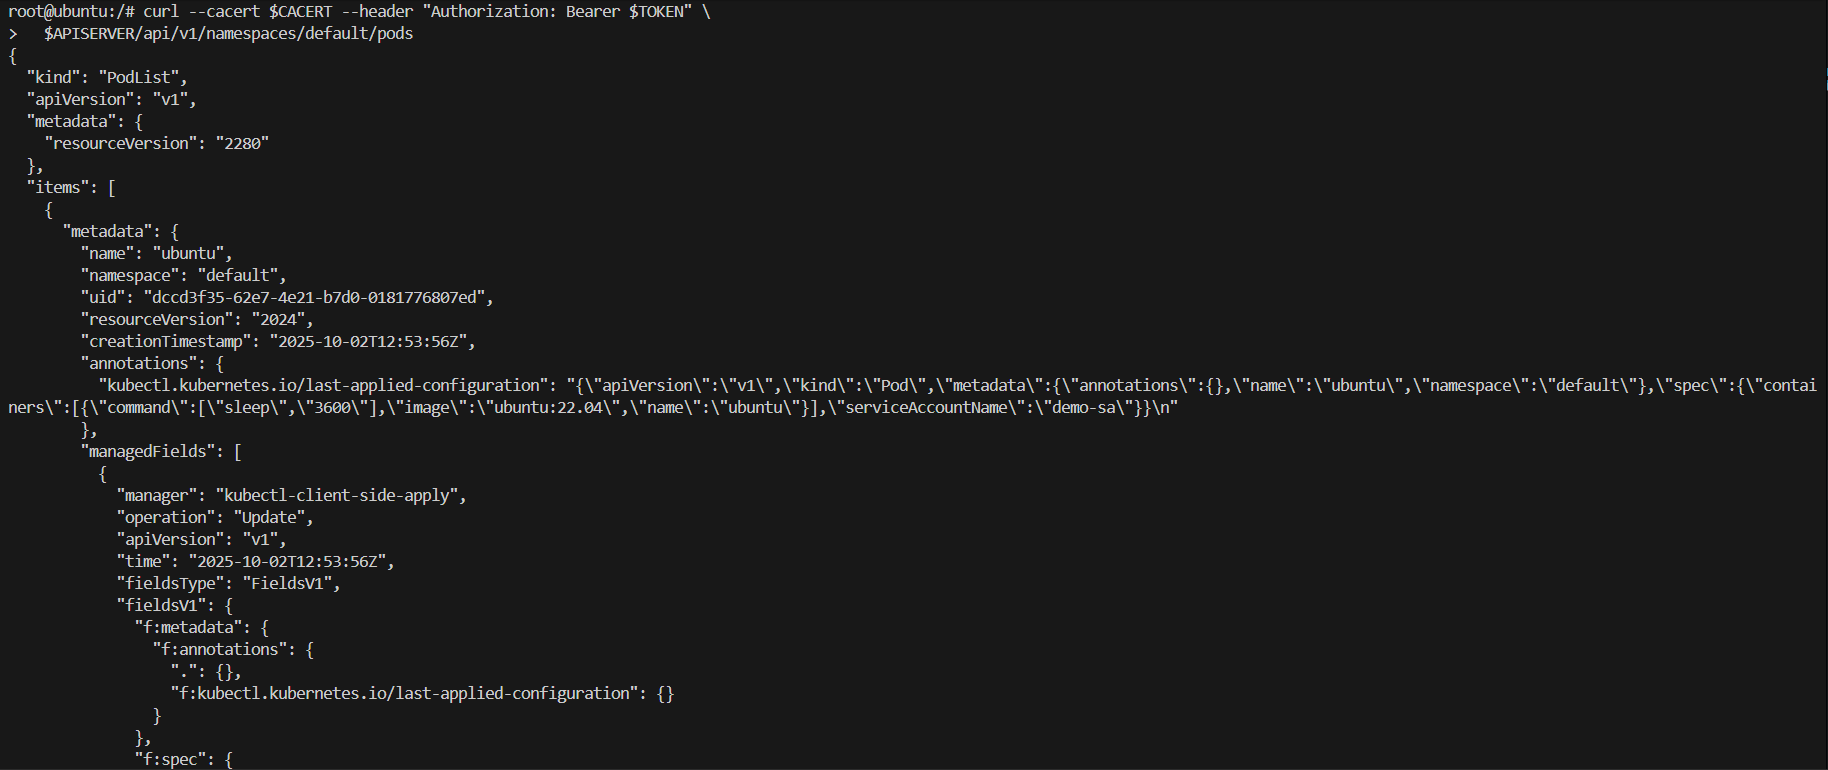 root@ubuntu:/# curl --cacert $CACERT --header "Authorization: Bearer $TOKEN" \
>   $APISERVER/api/v1/namespaces/default/pods
{
  "kind": "PodList",
  "apiVersion": "v1",
  "metadata": {
    "resourceVersion": "2280"
  },
  "items": [
    {
      "metadata": {
        "name": "ubuntu",
        "namespace": "default",
        "uid": "dccd3f35-62e7-4e21-b7d0-0181776807ed",
        "resourceVersion": "2024",
        "creationTimestamp": "2025-10-02T12:53:56Z",
        "annotations": {
          "kubectl.kubernetes.io/last-applied-configuration": "{\"apiVersion\":\"v1\",\"kind\":\"Pod\",\"metadata\":{\"annotations\":{},\"name\":\"ubuntu\",\"namespace\":\"default\"},\"spec\":{\"contai
ners\":[{\"command\":[\"sleep\",\"3600\"],\"image\":\"ubuntu:22.04\",\"name\":\"ubuntu\"}],\"serviceAccountName\":\"demo-sa\"}}\n"
        },
        "managedFields": [
          {
            "manager": "kubectl-client-side-apply",
            "operation": "Update",
            "apiVersion": "v1",
            "time": "2025-10-02T12:53:56Z",
            "fieldsType": "FieldsV1",
            "fieldsV1": {
              "f:metadata": {
                "f:annotations": {
                  ".": {},
                  "f:kubectl.kubernetes.io/last-applied-configuration": {}
                }
              },
              "f:spec": {